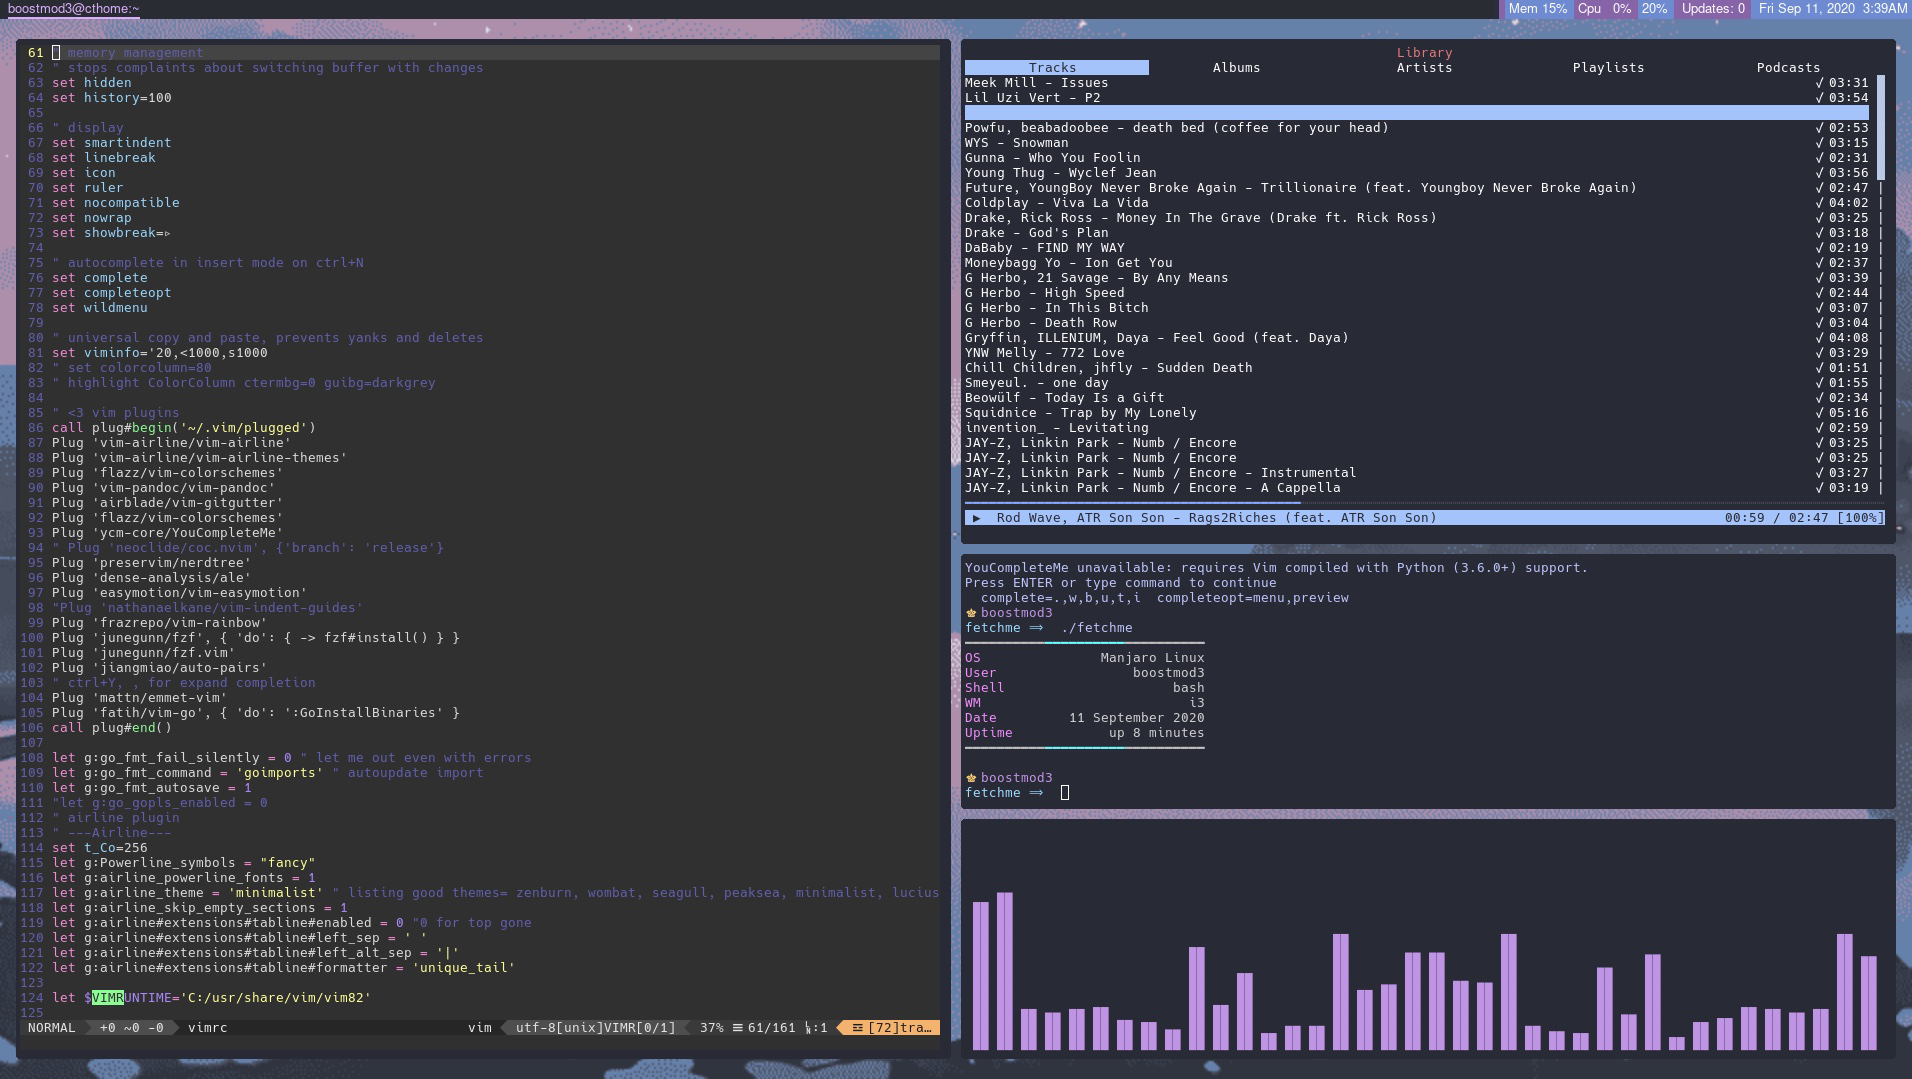 boostmod3@cthome:~
Mem 15% Cpu 0% 20% Updates: 0 Fri Sep 11, 2020 3:39AM
61 " memory management
62 " stops complaints about switching buffer with changes
63 set hidden
64 set history=100
65
66 " display
67 set smartindent
68 set linebreak
69 set icon
70 set ruler
71 set nocompatible
72 set nowrap
73 set showbreak=▹
74
75 " autocomplete in insert mode on ctrl+N
76 set complete
77 set completeopt
78 set wildmenu
79
80 " universal copy and paste, prevents yanks and deletes
81 set viminfo='20,<1000,s1000
82 " set colorcolumn=80
83 " highlight ColorColumn ctermbg=0 guibg=darkgrey
84
85 " <3 vim plugins
86 call plug#begin('~/.vim/plugged')
87 Plug 'vim-airline/vim-airline'
88 Plug 'vim-airline/vim-airline-themes'
89 Plug 'flazz/vim-colorschemes'
90 Plug 'vim-pandoc/vim-pandoc'
91 Plug 'airblade/vim-gitgutter'
92 Plug 'flazz/vim-colorschemes'
93 Plug 'ycm-core/YouCompleteMe'
94 " Plug 'neoclide/coc.nvim', {'branch': 'release'}
95 Plug 'preservim/nerdtree'
96 Plug 'dense-analysis/ale'
97 Plug 'easymotion/vim-easymotion'
98 "Plug 'nathanaelkane/vim-indent-guides'
99 Plug 'frazrepo/vim-rainbow'
100 Plug 'junegunn/fzf', { 'do': { -> fzf#install() } }
101 Plug 'junegunn/fzf.vim'
102 Plug 'jiangmiao/auto-pairs'
103 " ctrl+Y, , for expand completion
104 Plug 'mattn/emmet-vim'
105 Plug 'fatih/vim-go', { 'do': ':GoInstallBinaries' }
106 call plug#end()
107
108 let g:go_fmt_fail_silently = 0 " let me out even with errors
109 let g:go_fmt_command = 'goimports' " autoupdate import
110 let g:go_fmt_autosave = 1
111 "let g:go_gopls_enabled = 0
112 " airline plugin
113 " ---Airline---
114 set t_Co=256
115 let g:Powerline_symbols = "fancy"
116 let g:airline_powerline_fonts = 1
117 let g:airline_theme = 'minimalist' " listing good themes= zenburn, wombat, seagull, peaksea, minimalist, lucius
118 let g:airline_skip_empty_sections = 1
119 let g:airline#extensions#tabline#enabled = 0 "0 for top gone
120 let g:airline#extensions#tabline#left_sep = ' '
121 let g:airline#extensions#tabline#left_alt_sep = '|'
122 let g:airline#extensions#tabline#formatter = 'unique_tail'
123
124 let $VIMRUNTIME='C:/usr/share/vim/vim82'
125
NORMAL +0 ~0 -0 vimrc vim utf-8[unix]VIMR[0/1] 37% ☰ 61/161 :1 [72]tra…
Library
Tracks Albums Artists Playlists Podcasts
Meek Mill - Issues √ 03:31
Lil Uzi Vert - P2 √ 03:54
Powfu, beabadoobee - death bed (coffee for your head) √ 02:53
WYS - Snowman √ 03:15
Gunna - Who You Foolin √ 02:31
Young Thug - Wyclef Jean √ 03:56
Future, YoungBoy Never Broke Again - Trillionaire (feat. Youngboy Never Broke Again) √ 02:47
Coldplay - Viva La Vida √ 04:02
Drake, Rick Ross - Money In The Grave (Drake ft. Rick Ross) √ 03:25
Drake - God's Plan √ 03:18
DaBaby - FIND MY WAY √ 02:19
Moneybagg Yo - Ion Get You √ 02:37
G Herbo, 21 Savage - By Any Means √ 03:39
G Herbo - High Speed √ 02:44
G Herbo - In This Bitch √ 03:07
G Herbo - Death Row √ 03:04
Gryffin, ILLENIUM, Daya - Feel Good (feat. Daya) √ 04:08
YNW Melly - 772 Love √ 03:29
Chill Children, jhfly - Sudden Death √ 01:51
Smeyeul. - one day √ 01:55
Beowülf - Today Is a Gift √ 02:34
Squidnice - Trap by My Lonely √ 05:16
invention_ - Levitating √ 02:59
JAY-Z, Linkin Park - Numb / Encore √ 03:25
JAY-Z, Linkin Park - Numb / Encore √ 03:25
JAY-Z, Linkin Park - Numb / Encore - Instrumental √ 03:27
JAY-Z, Linkin Park - Numb / Encore - A Cappella √ 03:19
▶ Rod Wave, ATR Son Son - Rags2Riches (feat. ATR Son Son) 00:59 / 02:47 [100%]
YouCompleteMe unavailable: requires Vim compiled with Python (3.6.0+) support.
Press ENTER or type command to continue
complete=.,w,b,u,t,i completeopt=menu,preview
boostmod3
fetchme ⟹ ./fetchme
OS Manjaro Linux
User boostmod3
Shell bash
WM i3
Date 11 September 2020
Uptime up 8 minutes
boostmod3
fetchme ⟹